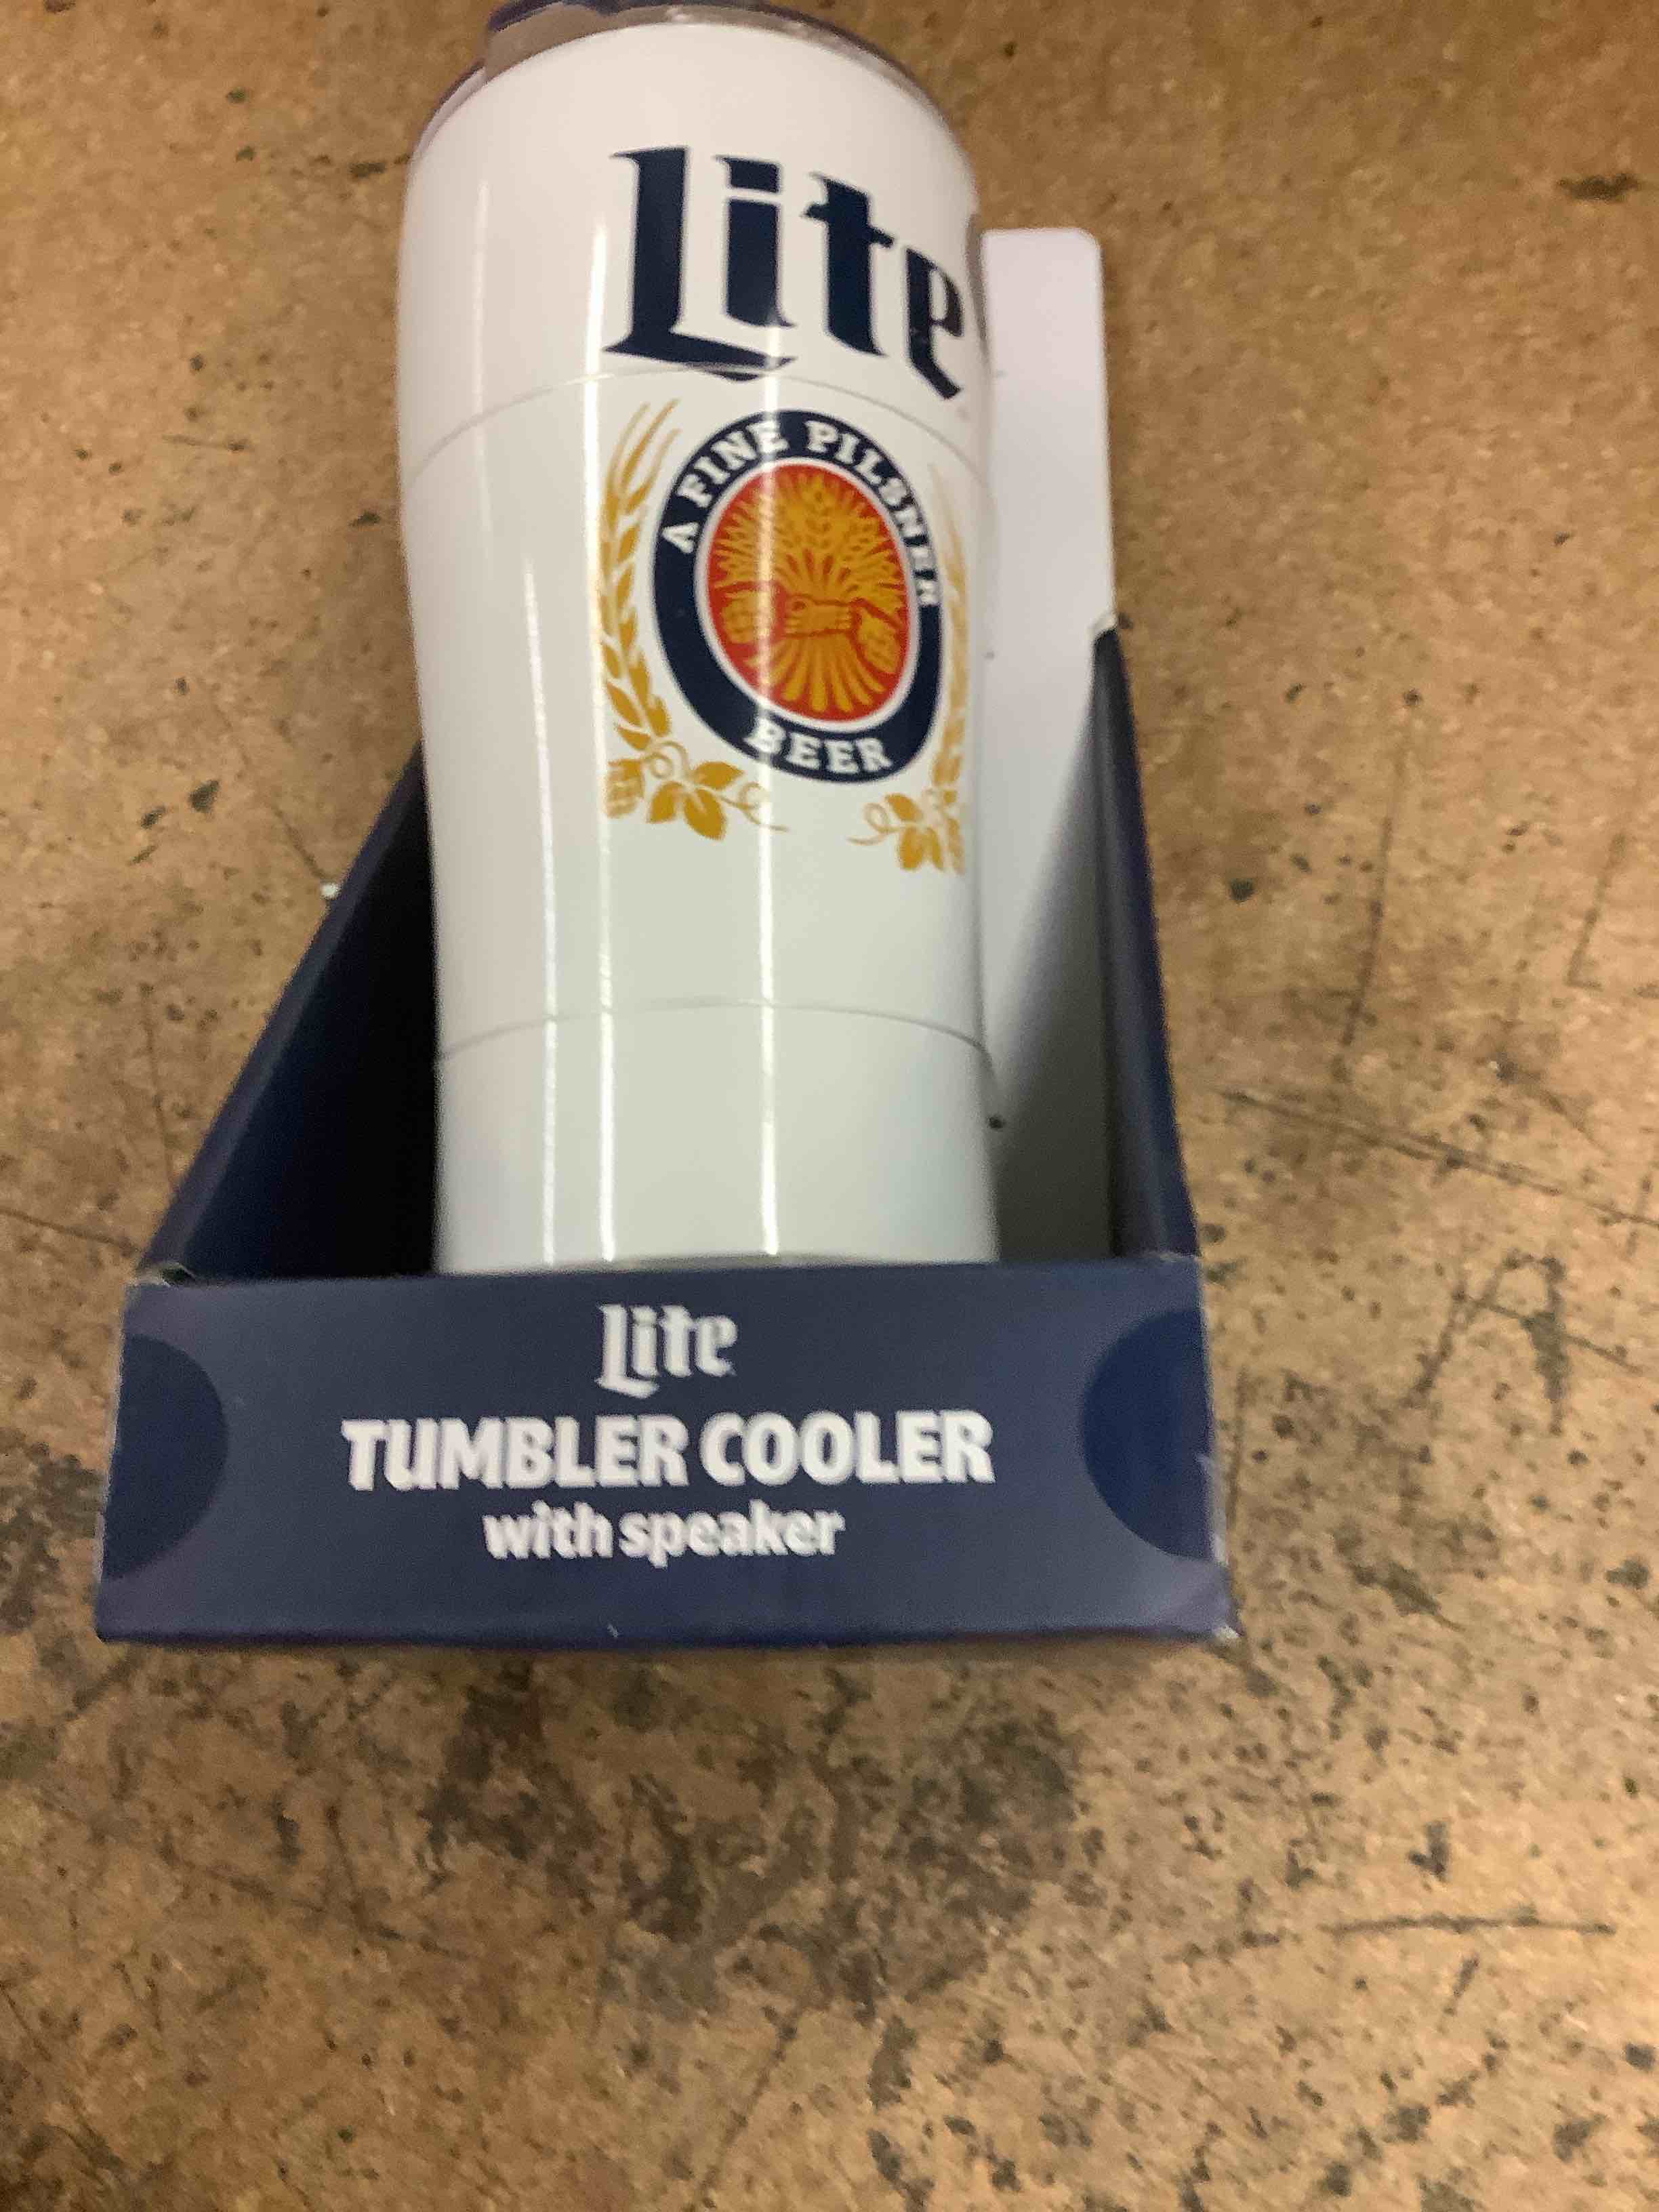 Lite
A FINE PILSNER
BEER
Lite
TUMBLER COOLER
with speaker